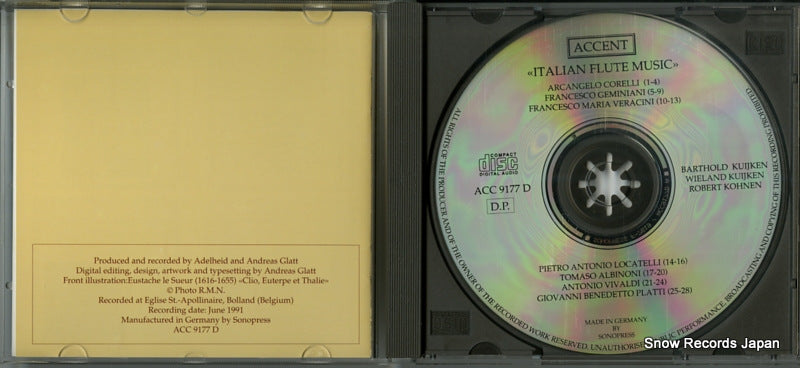 Produced and recorded by Adelheid and Andreas Glatt
Digital editing, design, artwork and typesetting by Andreas Glatt
Front illustration:Eustache le Sueur (1616-1655) «Clio, Euterpe et Thalie»
© Photo R.M.N.
Recorded at Eglise St.-Apollinaire, Bolland (Belgium)
Recording date: June 1991
Manufactured in Germany by Sonopress
ACC 9177 D
ACCENT
«ITALIAN FLUTE MUSIC»
ARCANGELO CORELLI (1-4)
FRANCESCO GEMINIANI (5-9)
FRANCESCO MARIA VERACINI (10-13)
COMPACT
disc
DIGITAL AUDIO
ACC 9177 D
D.P.
BARTHOLD KUIJKEN
WIELAND KUIJKEN
ROBERT KOHNEN
PIETRO ANTONIO LOCATELLI (14-16)
TOMASO ALBINONI (17-20)
ANTONIO VIVALDI (21-24)
GIOVANNI BENEDETTO PLATTI (25-28)
MADE IN GERMANY
BY
SONOPRESS
ALL RIGHTS OF THE PRODUCER AND OF THE OWNER OF THE RECORDED WORK RESERVED. UNAUTHORISED PUBLIC PERFORMANCE, BROADCASTING AND COPYING OF THIS RECORDING PROHIBITED
Snow Records Japan